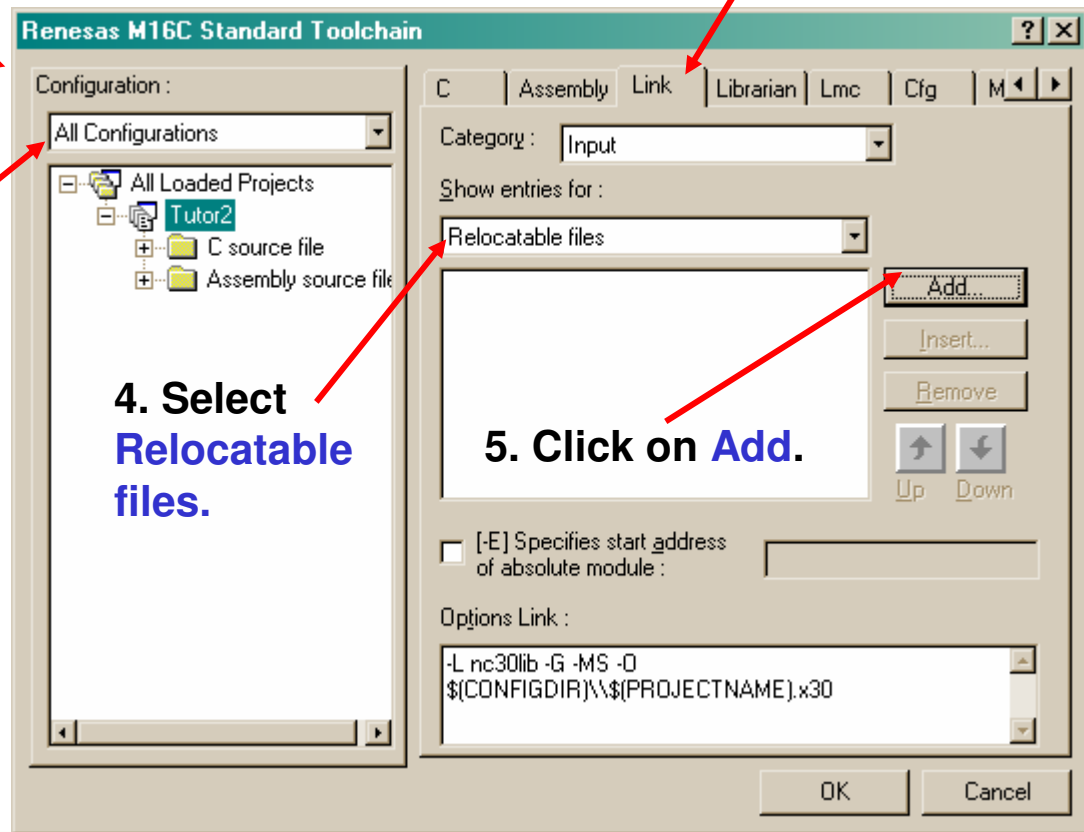 Renesas M16C Standard Toolchain
Configuration :
All Configurations
All Loaded Projects
Tutor2
C source file
Assembly source file
C Assembly Link Librarian Lmc Cfg M
Category : Input
Show entries for :
Relocatable files
Add...
Insert...
Remove
Up Down
4. Select
Relocatable
files.
5. Click on Add.
[-E] Specifies start address
of absolute module :
Options Link :
-L nc30lib -G -MS -O
$(CONFIGDIR)\\$(PROJECTNAME).x30
OK Cancel